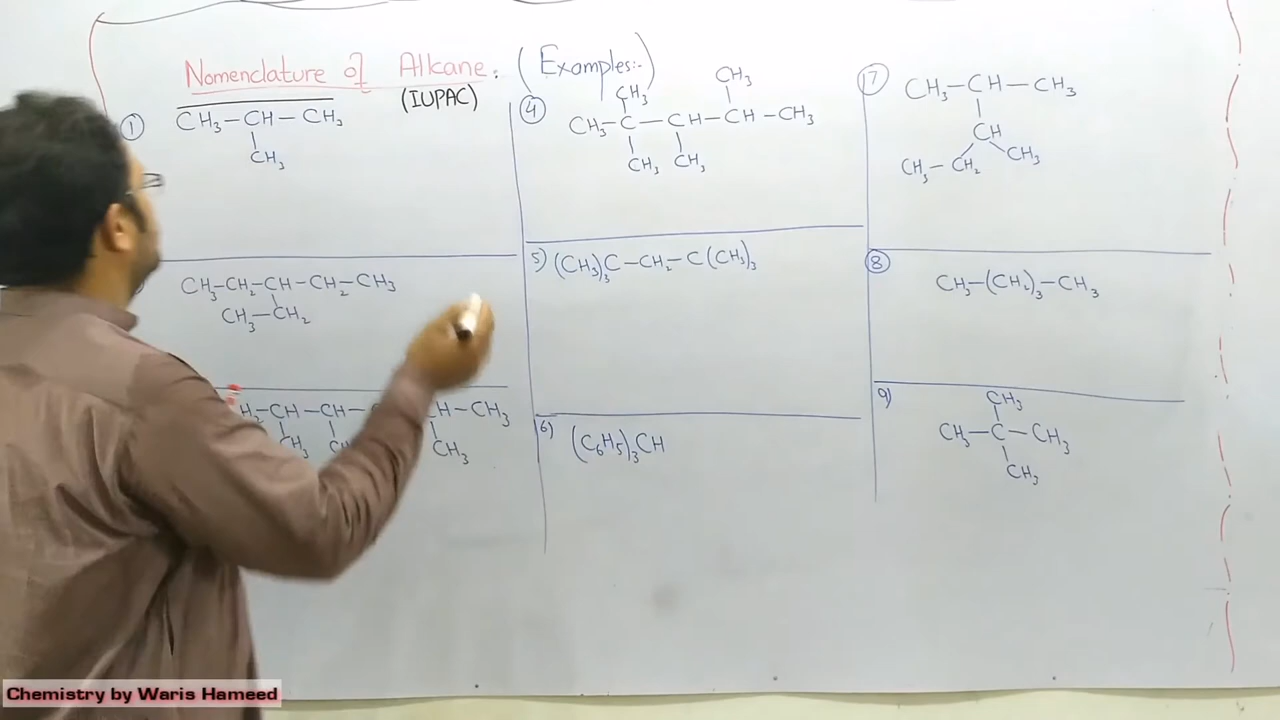 Nomenclature of Alkane. (Examples:-)
(IUPAC)
① CH₃—CH—CH₃
CH₃
CH₃—CH₂—CH—CH₂—CH₃
CH₃—CH₂
H₂—CH—CH—
H—CH₃
CH₃
CH₃
④
CH₃
CH₃
CH₃—C—CH—CH—CH₃
CH₃
CH₃
5) (CH₃)₃C—CH₂—C(CH₃)₃
6) (C₆H₅)₃CH
⑦ CH₃—CH—CH₃
CH
CH₃—CH₂
CH₃
⑧ CH₃—(CH₂)₃—CH₃
9)
CH₃
CH₃—C—CH₃
CH₃
Chemistry by Waris Hameed